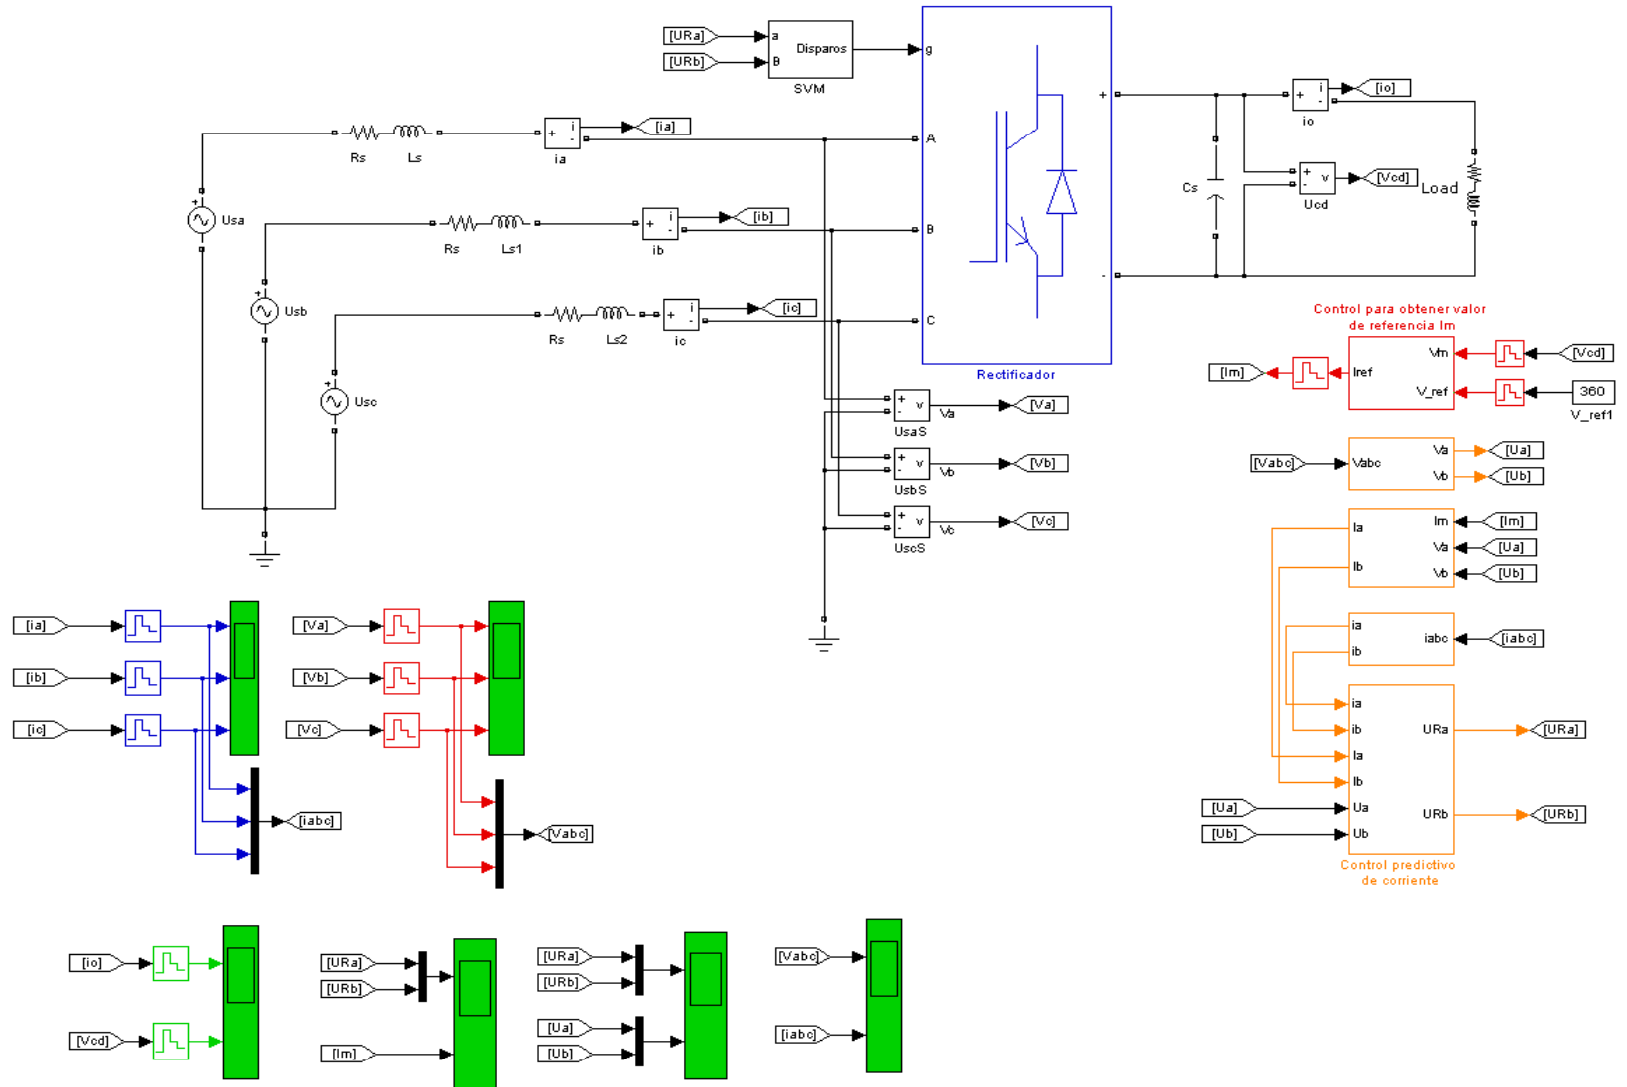 [URa]
[URb]
a
B
Disparos
SVM
g
A
B
C
+
-
Rectificador
Usa
Rs
Ls
+
i
-
ia
[ia]
Usb
Rs
Ls1
+
i
-
ib
[ib]
Usc
Rs
Ls2
+
i
-
ic
[ic]
Cs
+
i
-
io
[io]
+
v
-
Ucd
[Vcd]
Load
+
v
-
UsaS
Va
[Va]
+
v
-
UsbS
Vb
[Vb]
+
v
-
UscS
Vc
[Vc]
Control para obtener valor
de referencia Im
[Im]
Iref
Vm
V_ref
[Vcd]
360
V_ref1
[Vabc]
Vabc
Va
Vb
[Ua]
[Ub]
Ia
Ib
Im
Va
Vb
[Im]
[Ua]
[Ub]
ia
ib
iabc
[iabc]
ia
ib
Ia
Ib
Ua
Ub
URa
URb
[Ua]
[Ub]
[URa]
[URb]
Control predictivo
de corriente
[ia]
[ib]
[ic]
[iabc]
[Va]
[Vb]
[Vc]
[Vabc]
[io]
[Vcd]
[URa]
[URb]
[Im]
[URa]
[URb]
[Ua]
[Ub]
[Vabc]
[iabc]